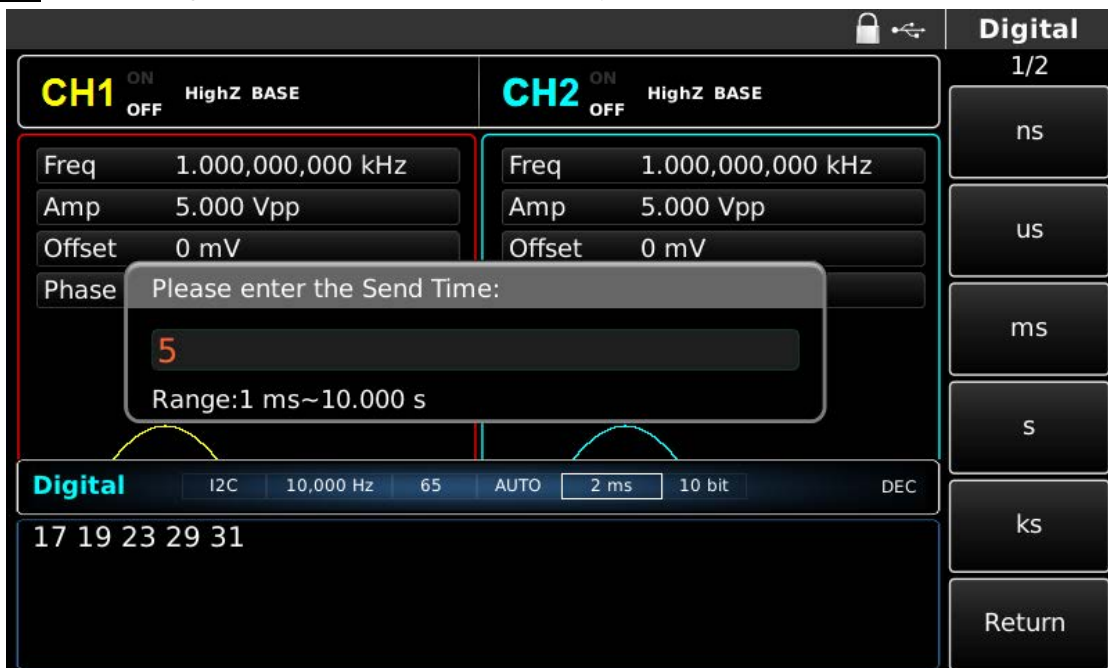 Digital
1/2
CH1 ON OFF HighZ BASE
CH2 ON OFF HighZ BASE
Freq 1.000,000,000 kHz
Amp 5.000 Vpp
Offset 0 mV
Phase
Freq 1.000,000,000 kHz
Amp 5.000 Vpp
Offset 0 mV
Please enter the Send Time:
5
Range:1 ms~10.000 s
Digital I2C 10,000 Hz 65 AUTO 2 ms 10 bit DEC
17 19 23 29 31
ns
us
ms
s
ks
Return